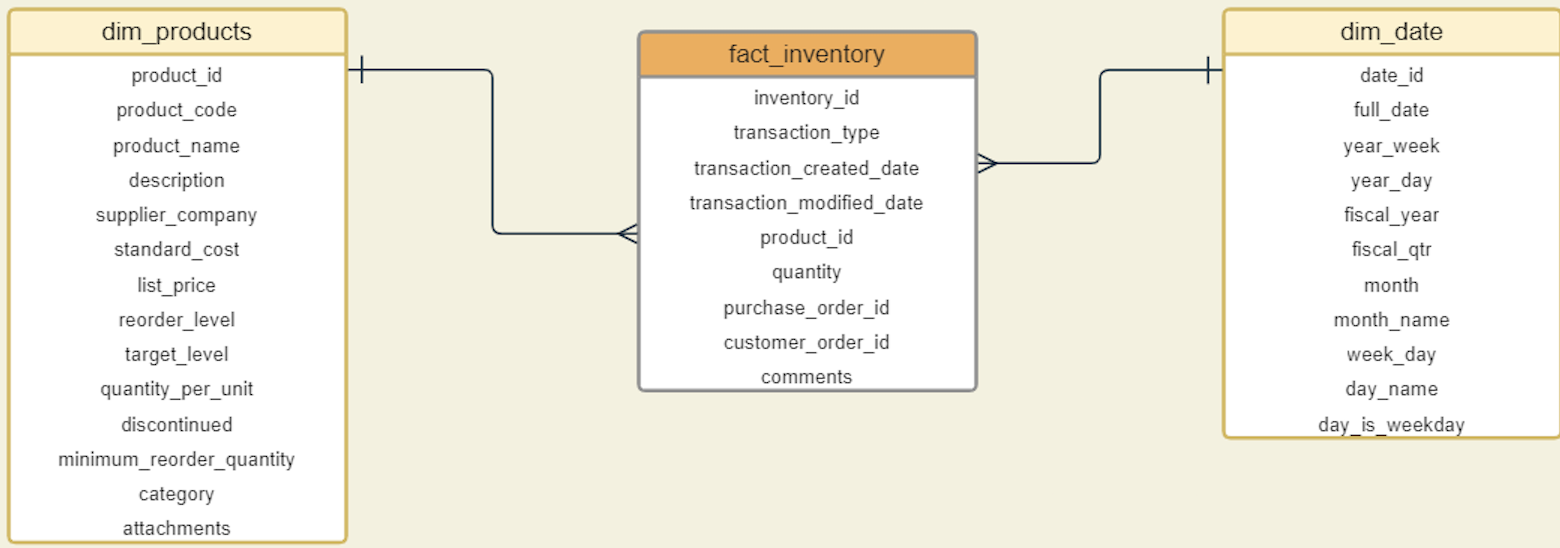 dim_products
product_id
product_code
product_name
description
supplier_company
standard_cost
list_price
reorder_level
target_level
quantity_per_unit
discontinued
minimum_reorder_quantity
category
attachments
fact_inventory
inventory_id
transaction_type
transaction_created_date
transaction_modified_date
product_id
quantity
purchase_order_id
customer_order_id
comments
dim_date
date_id
full_date
year_week
year_day
fiscal_year
fiscal_qtr
month
month_name
week_day
day_name
day_is_weekday